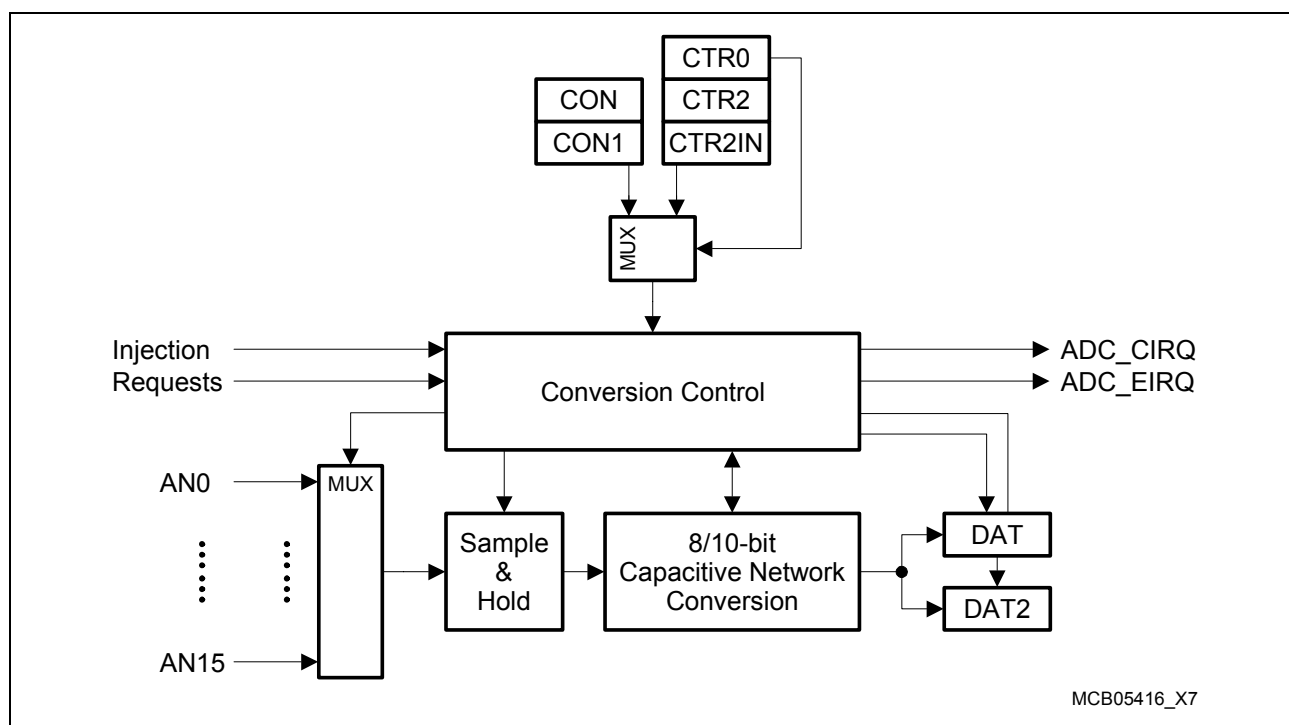 CTR0
CON
CTR2
CON1
CTR2IN
MUX
Injection
Requests
Conversion Control
ADC_CIRQ
ADC_EIRQ
AN0
MUX
Sample
&
Hold
8/10-bit
Capacitive Network
Conversion
DAT
DAT2
AN15
MCB05416_X7